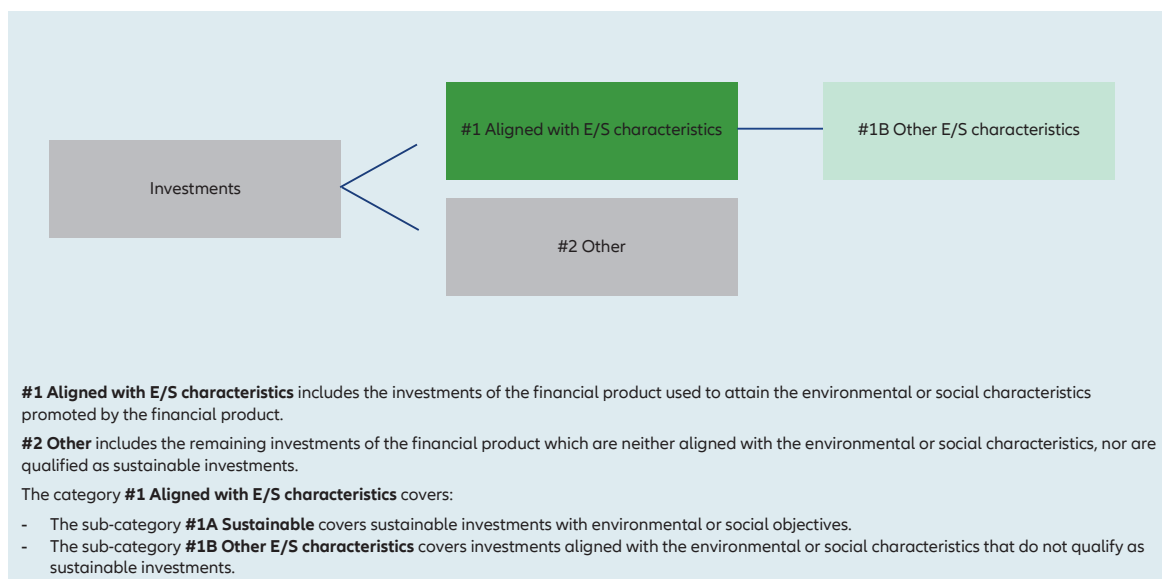 #1 Aligned with E/S characteristics
#1B Other E/S characteristics
Investments
#2 Other
#1 Aligned with E/S characteristics includes the investments of the financial product used to attain the environmental or social characteristics
promoted by the financial product.
#2 Other includes the remaining investments of the financial product which are neither aligned with the environmental or social characteristics, nor are
qualified as sustainable investments.
The category #1 Aligned with E/S characteristics covers:
- The sub-category #1A Sustainable covers sustainable investments with environmental or social objectives.
- The sub-category #1B Other E/S characteristics covers investments aligned with the environmental or social characteristics that do not qualify as
sustainable investments.